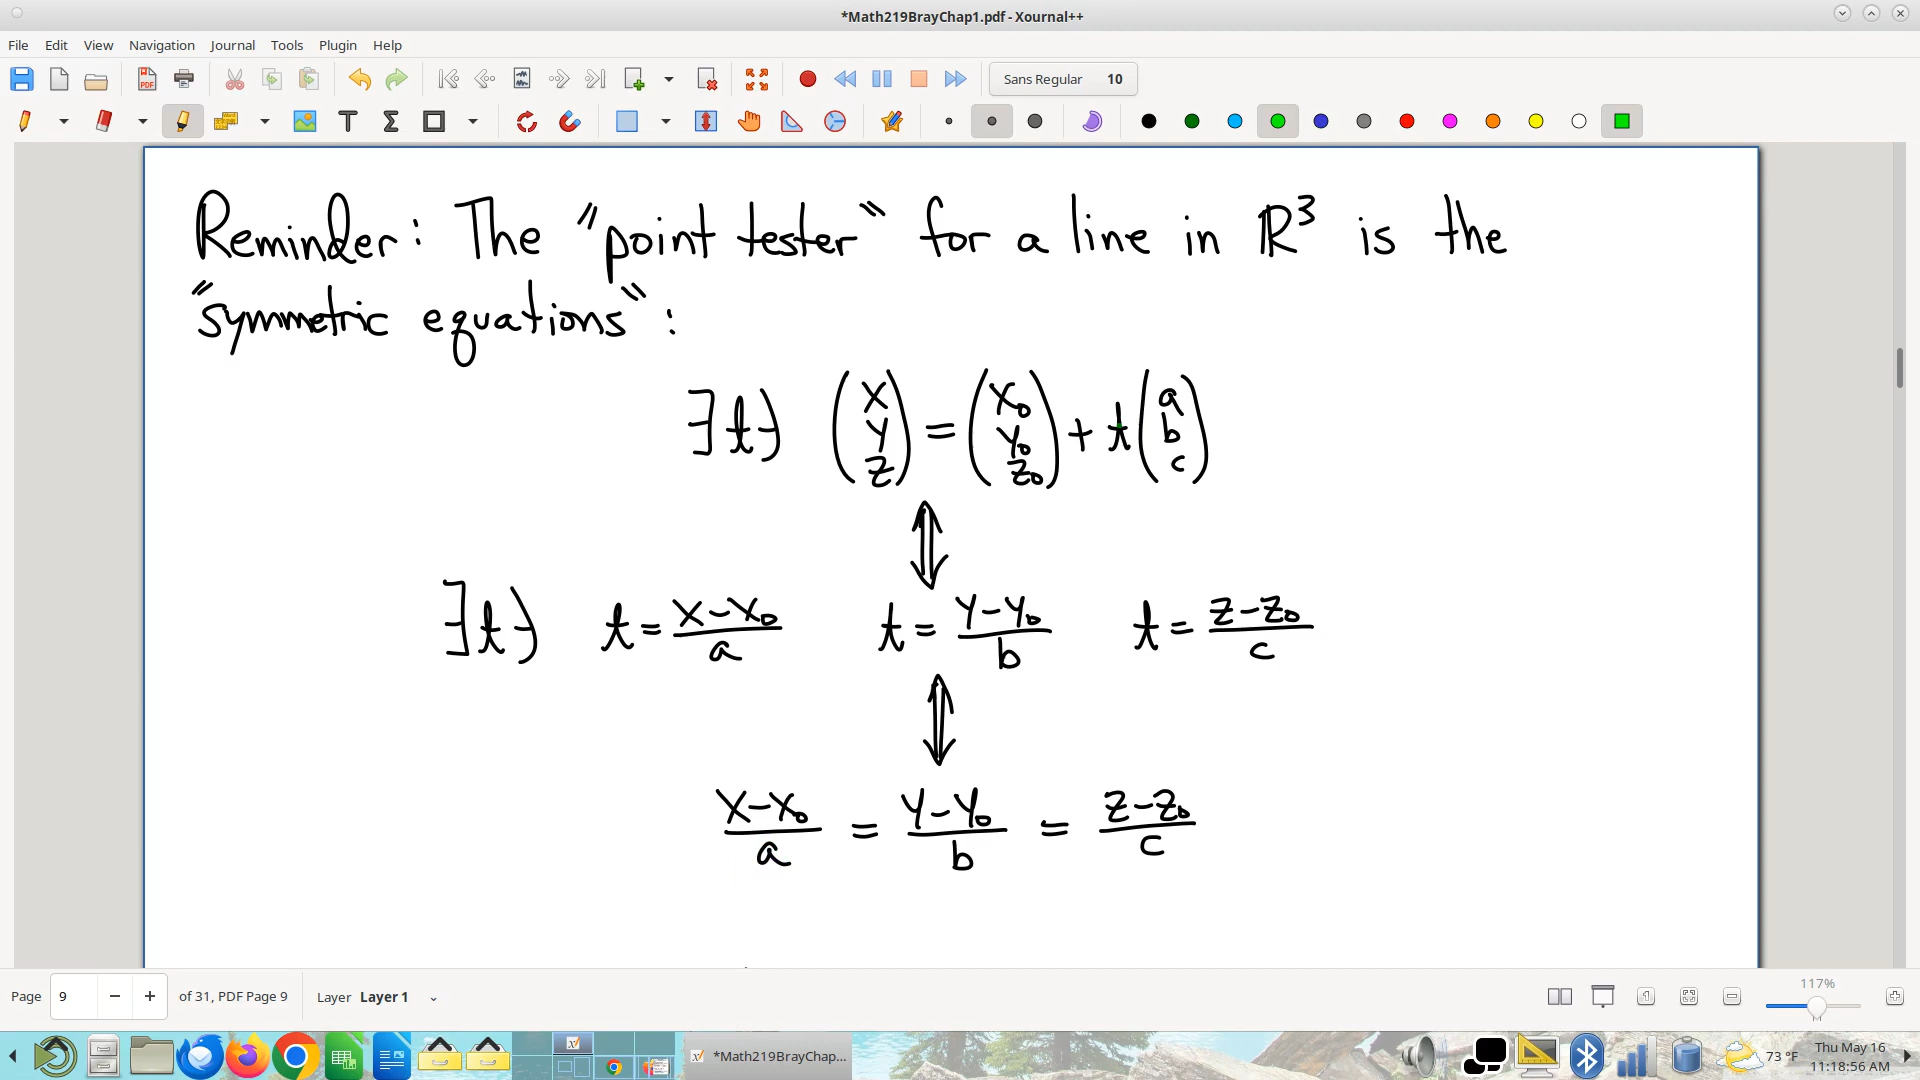 *Math219BrayChap1.pdf - Xournal++
File Edit View Navigation Journal Tools Plugin Help
Sans Regular 10
Reminder: The "point tester" for a line in ℝ³ is the
"symmetric equations":
∃t∋ (x y z) = (x₀ y₀ z₀) + t(a b c)
∃t∋ t = (x-x₀)/a t = (y-y₀)/b t = (z-z₀)/c
(x-x₀)/a = (y-y₀)/b = (z-z₀)/c
117%
Page 9 of 31, PDF Page 9 Layer Layer 1
*Math219BrayChap... 73 °F Thu May 16
11:18:56 AM